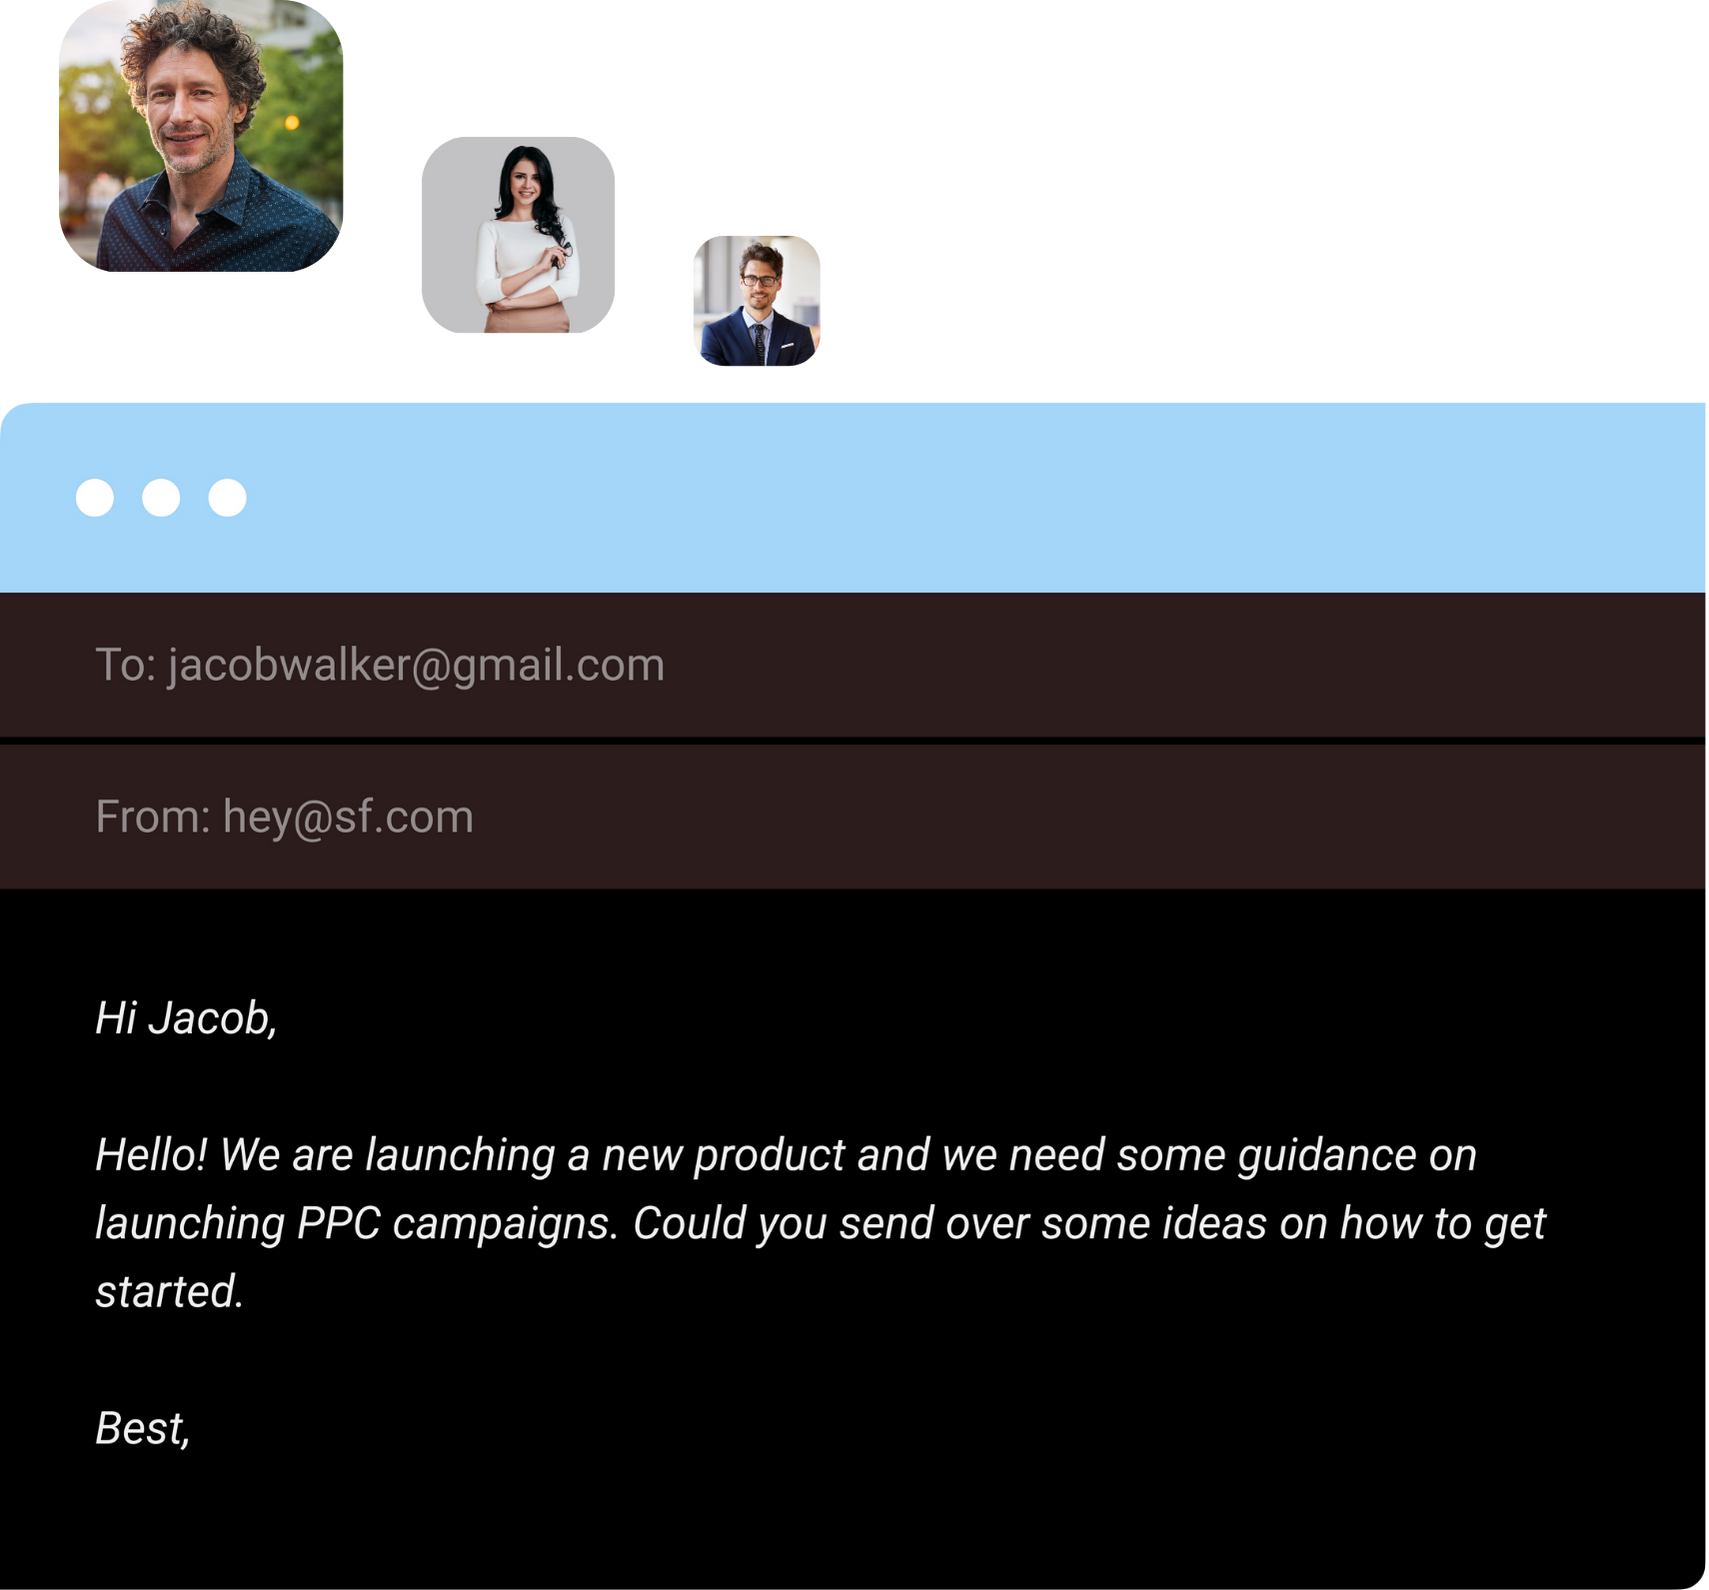 To: jacobwalker@gmail.com
From: hey@sf.com
Hi Jacob,
Hello! We are launching a new product and we need some guidance on
launching PPC campaigns. Could you send over some ideas on how to get
started.
Best,